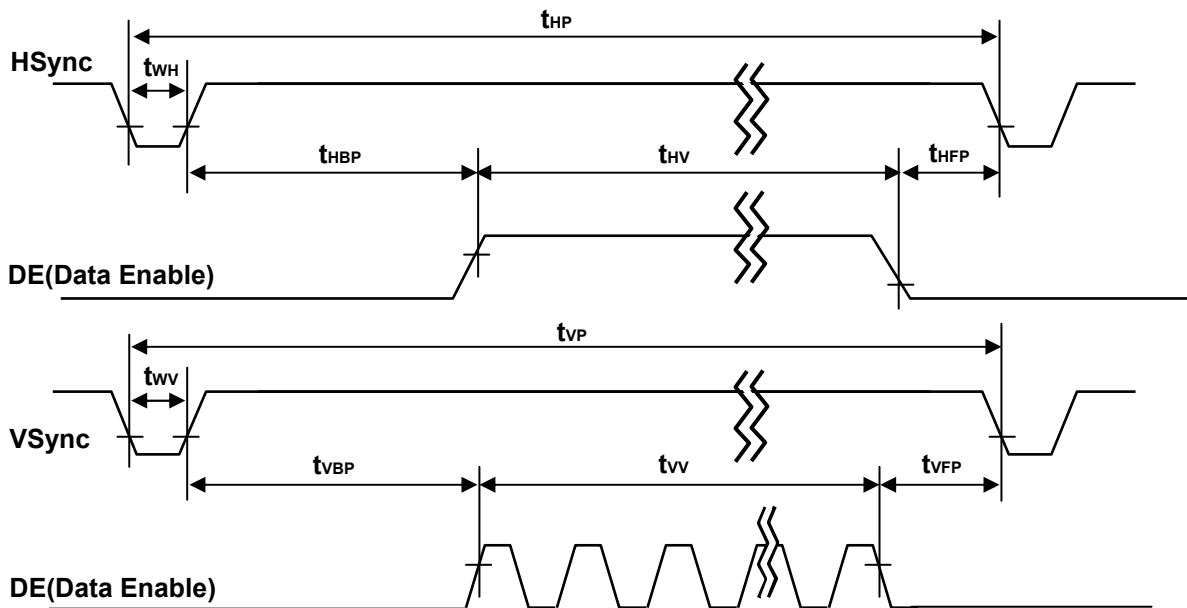 tHP
HSync
tWH
tHBP
tHV
tHFP
DE(Data Enable)
tVP
tWV
VSync
tVBP
tVV
tVFP
DE(Data Enable)